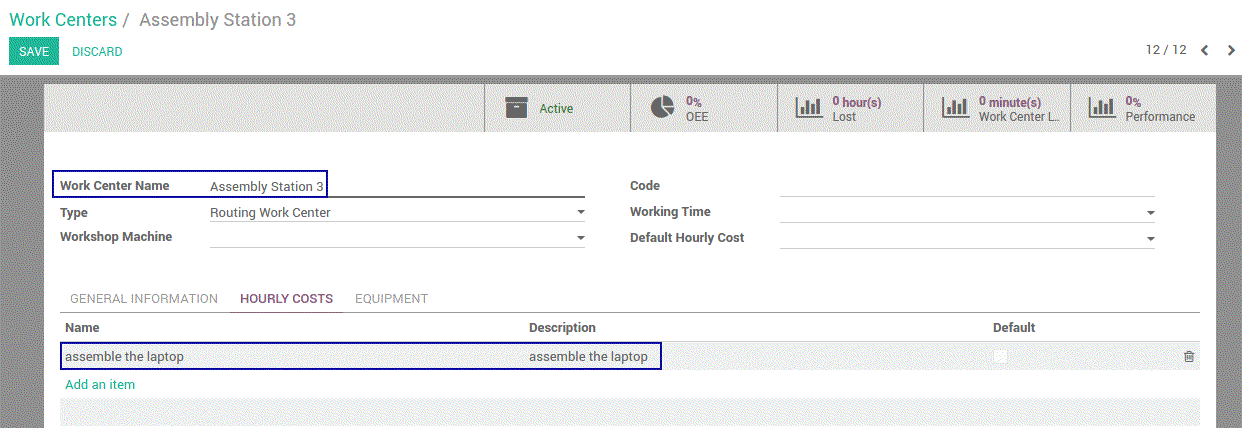 Work Centers / Assembly Station 3
SAVE DISCARD 12 / 12
Active
0%
OEE
0 hour(s)
Lost
0 minute(s)
Work Center L...
0%
Performance
Work Center Name Assembly Station 3 Code
Type Routing Work Center Working Time
Workshop Machine Default Hourly Cost
GENERAL INFORMATION HOURLY COSTS EQUIPMENT
Name Description Default
assemble the laptop assemble the laptop
Add an item